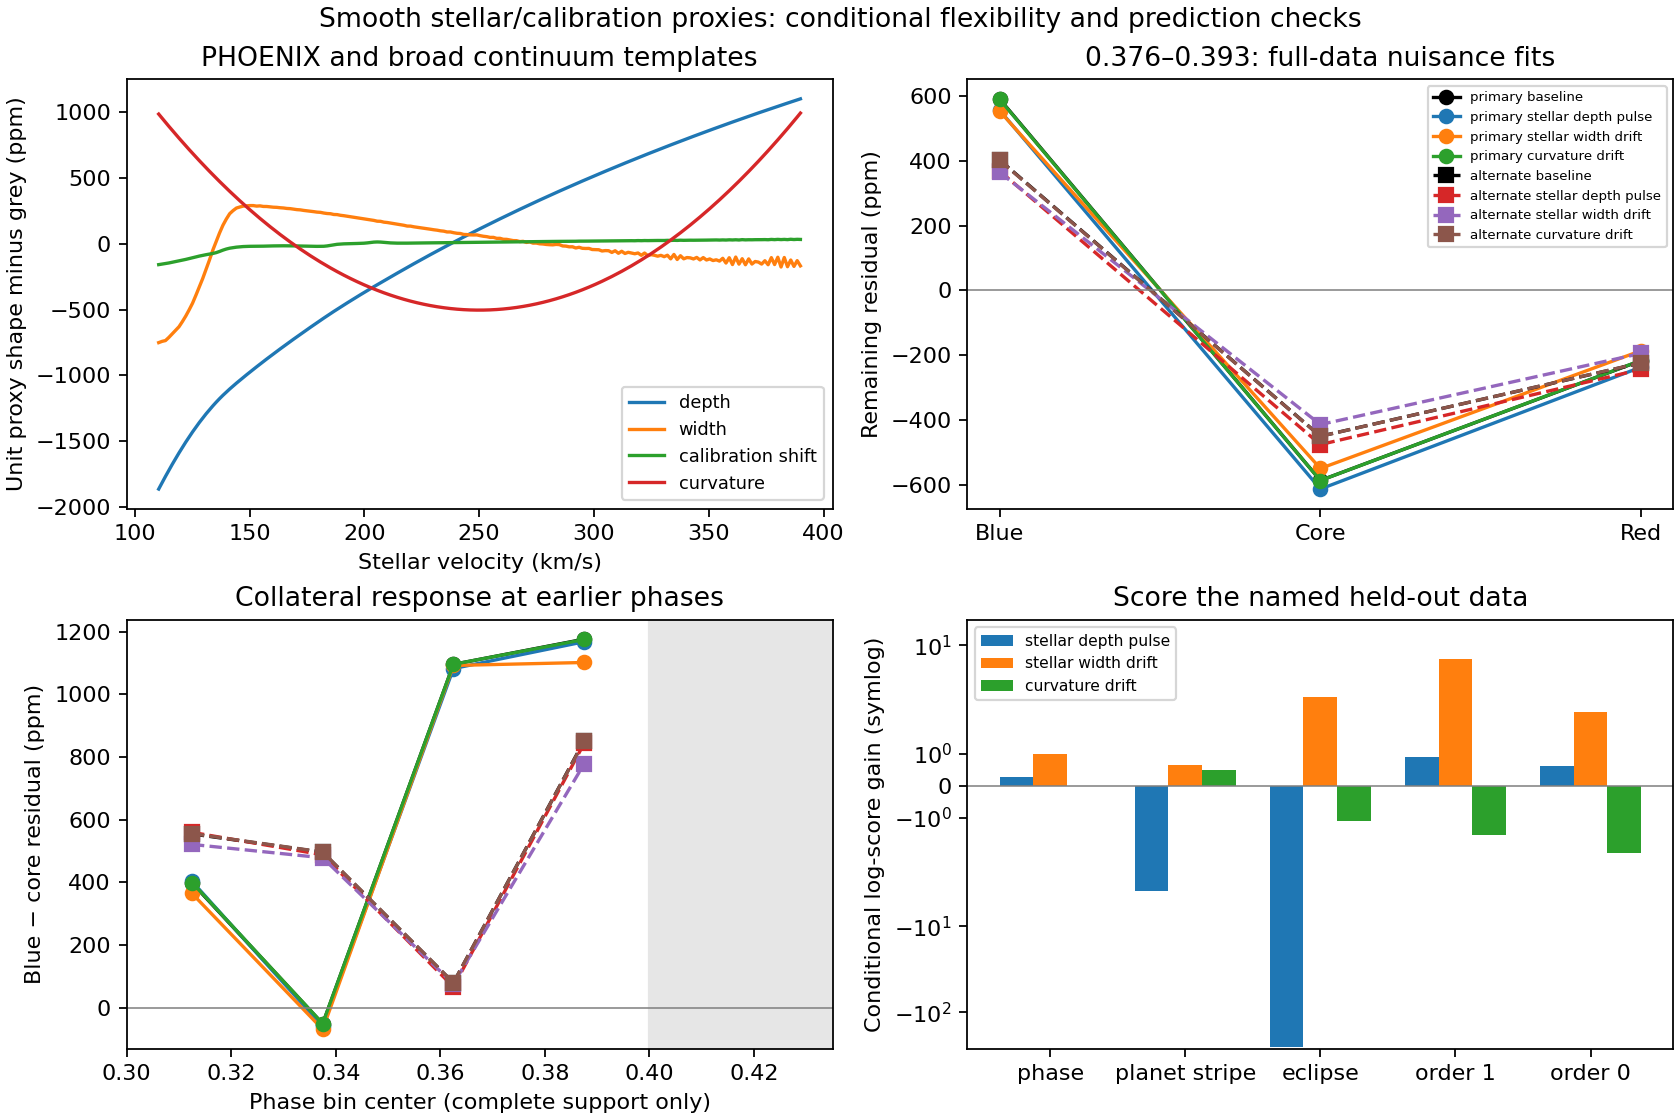 Smooth stellar/calibration proxies: conditional flexibility and prediction checks
PHOENIX and broad continuum templates
Unit proxy shape minus grey (ppm)
1000
500
0
−500
−1000
−1500
−2000
depth
width
calibration shift
curvature
100 150 200 250 300 350 400
Stellar velocity (km/s)
0.376–0.393: full-data nuisance fits
Remaining residual (ppm)
600
400
200
0
−200
−400
−600
primary baseline
primary stellar depth pulse
primary stellar width drift
primary curvature drift
alternate baseline
alternate stellar depth pulse
alternate stellar width drift
alternate curvature drift
Blue Core Red
Collateral response at earlier phases
Blue − core residual (ppm)
1200
1000
800
600
400
200
0
0.30 0.32 0.34 0.36 0.38 0.40 0.42
Phase bin center (complete support only)
Score the named held-out data
Conditional log-score gain (symlog)
10¹
10⁰
0
−10⁰
−10¹
−10²
stellar depth pulse
stellar width drift
curvature drift
phase planet stripe eclipse order 1 order 0